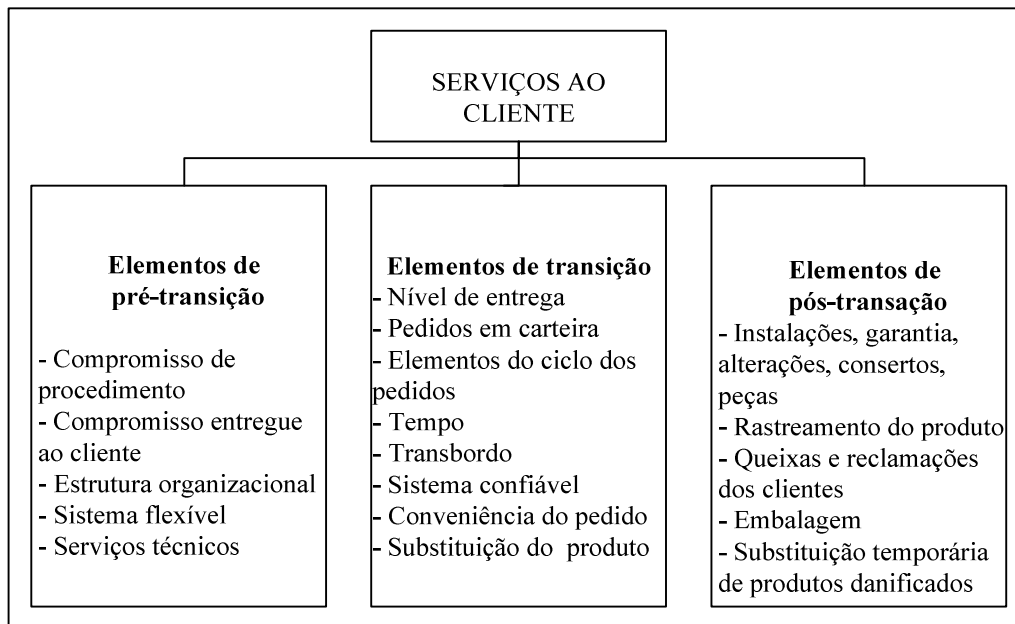 SERVIÇOS AO
CLIENTE
Elementos de
pré-transição
- Compromisso de
procedimento
- Compromisso entregue
ao cliente
- Estrutura organizacional
- Sistema flexível
- Serviços técnicos
Elementos de transição
- Nível de entrega
- Pedidos em carteira
- Elementos do ciclo dos
pedidos
- Tempo
- Transbordo
- Sistema confiável
- Conveniência do pedido
- Substituição do produto
Elementos de
pós-transação
- Instalações, garantia,
alterações, consertos,
peças
- Rastreamento do produto
- Queixas e reclamações
dos clientes
- Embalagem
- Substituição temporária
de produtos danificados